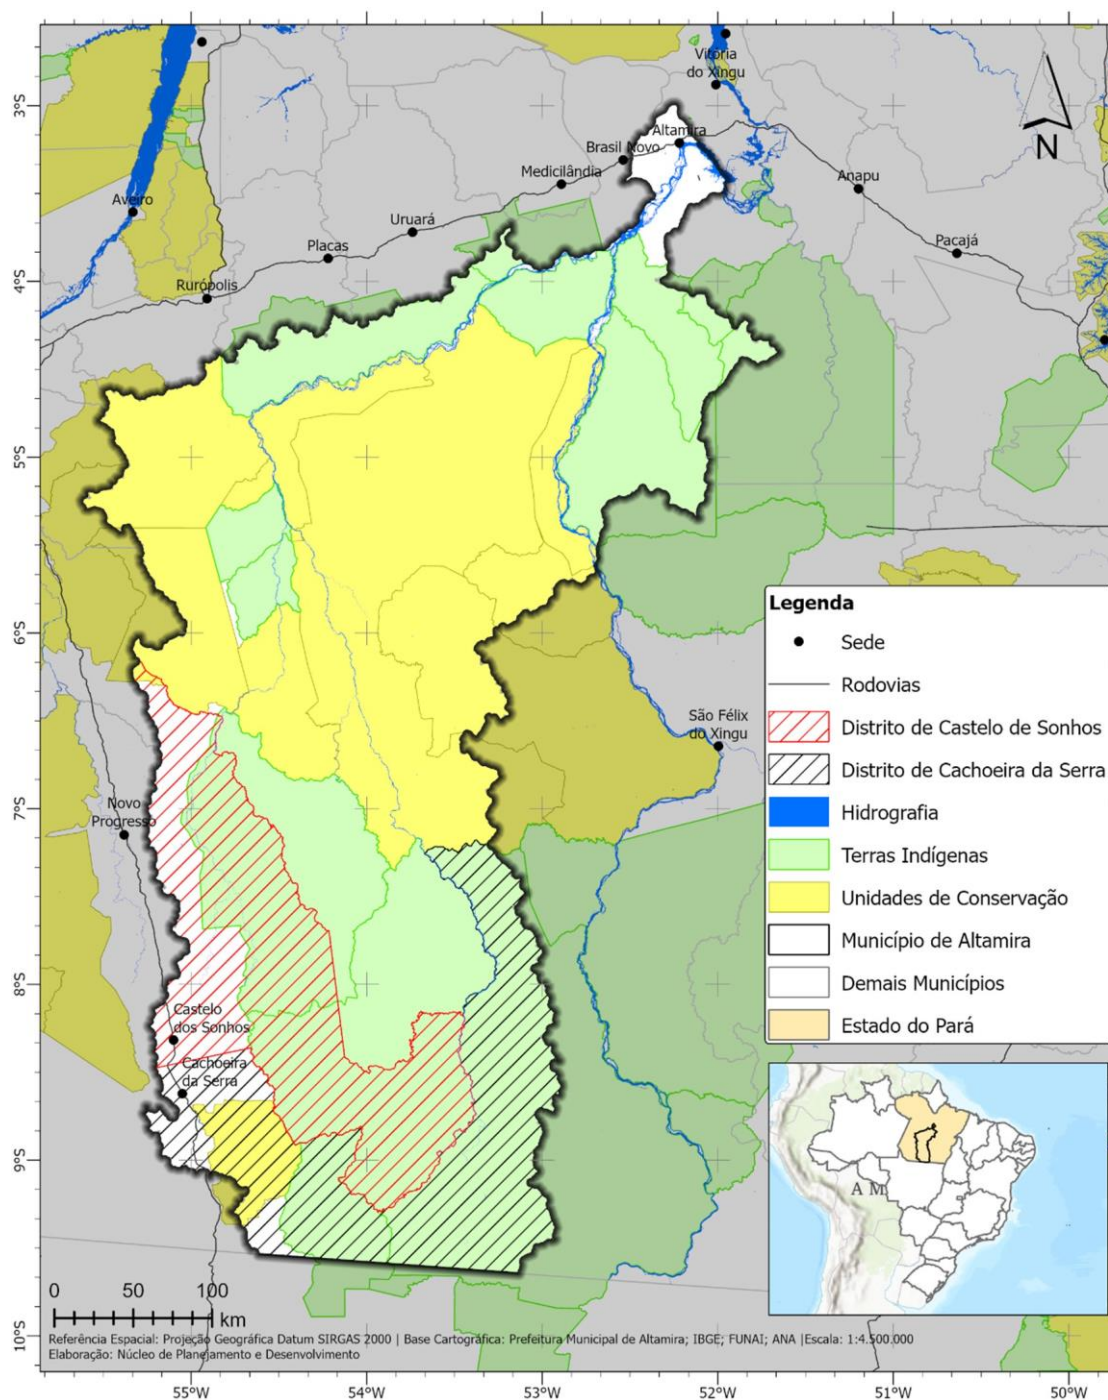 Vitória
do Xingu
3°S
Altamira
Brasil Novo
N
Medicilândia
Anapu
Aveiro
Uruará
Placas
Pacajá
Rurópolis
4°S
5°S
Legenda
Sede
Rodovias
Distrito de Castelo de Sonhos
Distrito de Cachoeira da Serra
Hidrografia
Terras Indígenas
Unidades de Conservação
Município de Altamira
Demais Municípios
Estado do Pará
6°S
São Félix
do Xingu
7°S
Novo
Progresso
8°S
Castelo
dos Sonhos
Cachoeira
da Serra
9°S
A M
0 50 100
km
10°S
Referência Espacial: Projeção Geográfica Datum SIRGAS 2000 | Base Cartográfica: Prefeitura Municipal de Altamira; IBGE; FUNAI; ANA |Escala: 1:4.500.000
Elaboração: Núcleo de Planejamento e Desenvolvimento
55°W 54°W 53°W 52°W 51°W 50°W